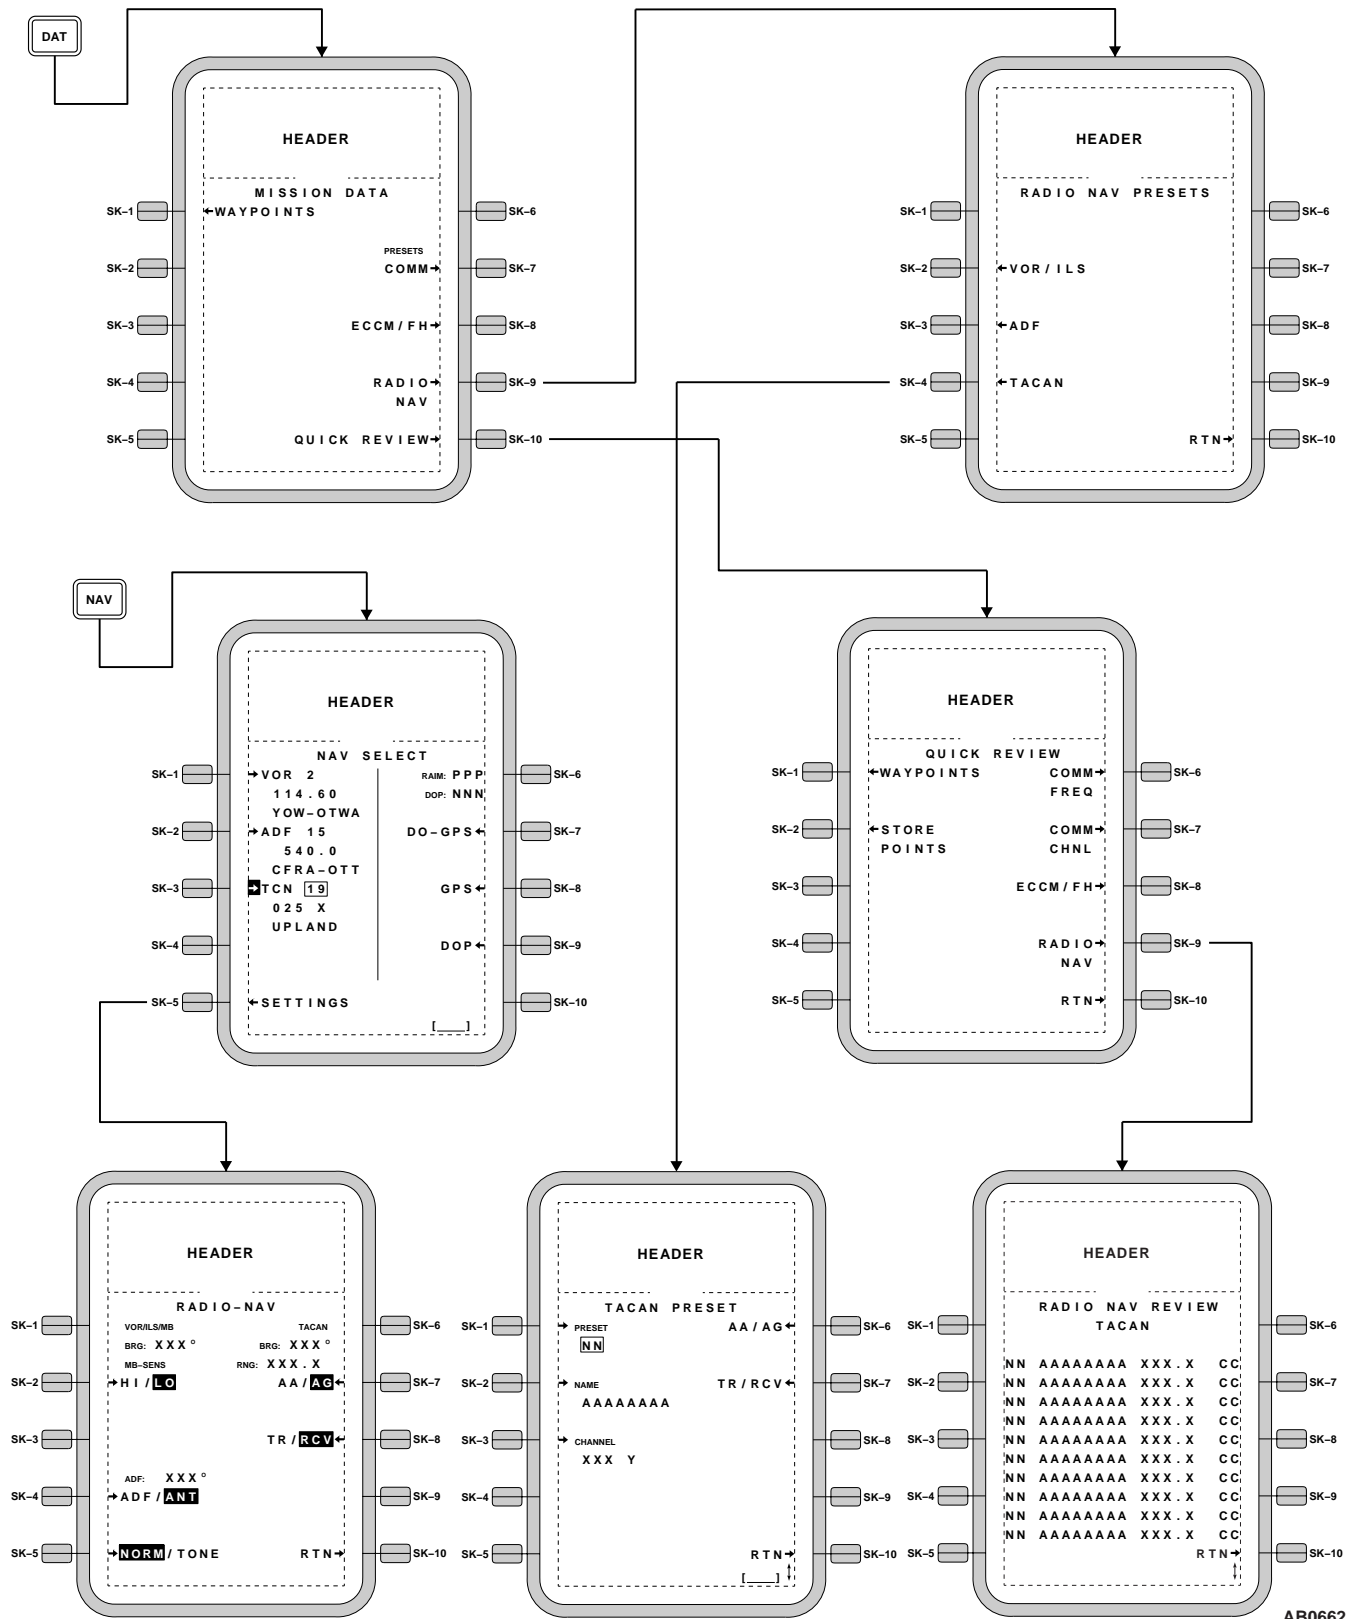 DAT
HEADER
MISSION DATA
SK–1
←WAYPOINTS
SK–6
PRESETS
SK–2
COMM→
SK–7
SK–3
ECCM/FH→
SK–8
SK–4
RADIO→
SK–9
NAV
SK–5
QUICK REVIEW→
SK–10
HEADER
RADIO NAV PRESETS
SK–1
SK–6
SK–2
←VOR/ILS
SK–7
SK–3
←ADF
SK–8
SK–4
←TACAN
SK–9
SK–5
RTN→
SK–10
NAV
HEADER
NAV SELECT
SK–1
→VOR 2
RAIM: PPP
SK–6
114.60
DOP: NNN
YOW–OTWA
SK–2
→ADF 15
DO–GPS←
SK–7
540.0
CFRA–OTT
SK–3
→TCN 19
GPS←
SK–8
025 X
UPLAND
SK–4
DOP←
SK–9
SK–5
←SETTINGS
SK–10
[____]
HEADER
QUICK REVIEW
SK–1
←WAYPOINTS
COMM→
SK–6
FREQ
SK–2
←STORE
COMM→
SK–7
POINTS
CHNL
SK–3
ECCM/FH→
SK–8
SK–4
RADIO→
SK–9
NAV
SK–5
RTN→
SK–10
HEADER
RADIO–NAV
SK–1
VOR/ILS/MB
TACAN
SK–6
BRG: XXX°
BRG: XXX°
MB–SENS
RNG: XXX.X
SK–2
→HI/LO
AA/AG←
SK–7
SK–3
TR/RCV←
SK–8
ADF: XXX°
SK–4
→ADF/ANT
SK–9
SK–5
→NORM/TONE
RTN→
SK–10
HEADER
TACAN PRESET
SK–1
→ PRESET
AA/AG←
SK–6
NN
SK–2
→ NAME
TR/RCV←
SK–7
AAAAAAAA
SK–3
→ CHANNEL
SK–8
XXX Y
SK–4
SK–9
SK–5
RTN→
SK–10
[____]↕
HEADER
RADIO NAV REVIEW
SK–1
TACAN
SK–6
NN AAAAAAAA XXX.X CC
SK–2
NN AAAAAAAA XXX.X CC
SK–7
NN AAAAAAAA XXX.X CC
NN AAAAAAAA XXX.X CC
SK–3
NN AAAAAAAA XXX.X CC
SK–8
NN AAAAAAAA XXX.X CC
NN AAAAAAAA XXX.X CC
SK–4
NN AAAAAAAA XXX.X CC
SK–9
NN AAAAAAAA XXX.X CC
NN AAAAAAAA XXX.X CC
SK–5
RTN→
SK–10
↕
AB0662